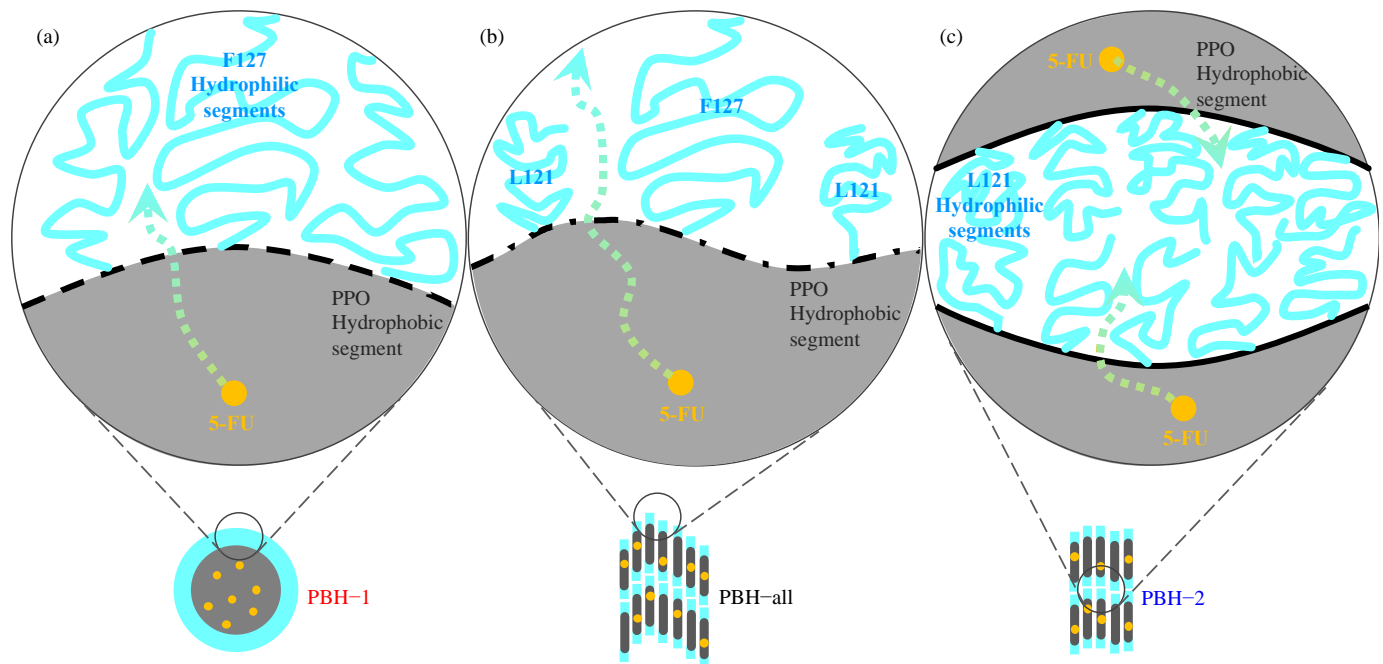 (a)
F127
Hydrophilic
segments
PPO
Hydrophobic
segment
5-FU
PBH−1
(b)
F127
L121
L121
PPO
Hydrophobic
segment
5-FU
PBH−all
(c)
5-FU
PPO
Hydrophobic
segment
L121
Hydrophilic
segments
5-FU
PBH−2